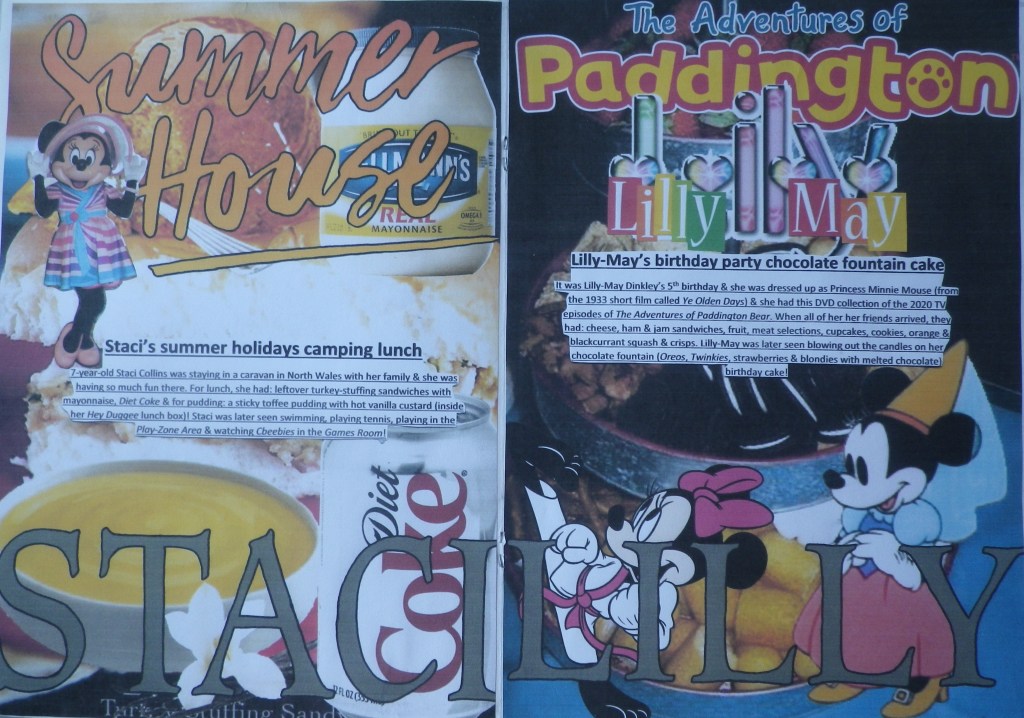 Summer
House
REAL
MAYONNAISE
OMEGA 3
Staci's summer holidays camping lunch
7-year-old Staci Collins was staying in a caravan in North Wales with her family & she was
having so much fun there. For lunch, she had: leftover turkey-stuffing sandwiches with
mayonnaise, Diet Coke & for pudding: a sticky toffee pudding with hot vanilla custard (inside
her Hey Duggee lunch box)! Staci was later seen swimming, playing tennis, playing in the
Play-Zone Area & watching Cbeebies in the Games Room!
Diet
Coke
STACI
The Adventures of
Paddington
Lilly
Lilly May
Lilly-May's birthday party chocolate fountain cake
It was Lilly-May Dinkley's 5th birthday & she was dressed up as Princess Minnie Mouse (from
the 1933 short film called Ye Olden Days) & she had this DVD collection of the 2020 TV
episodes of The Adventures of Paddington Bear. When all of her her friends arrived, they
had: cheese, ham & jam sandwiches, fruit, meat selections, cupcakes, cookies, orange &
blackcurrant squash & crisps. Lilly-May was later seen blowing out the candles on her
chocolate fountain (Oreos, Twinkies, strawberries & blondies with melted chocolate)
birthday cake!
LILLY